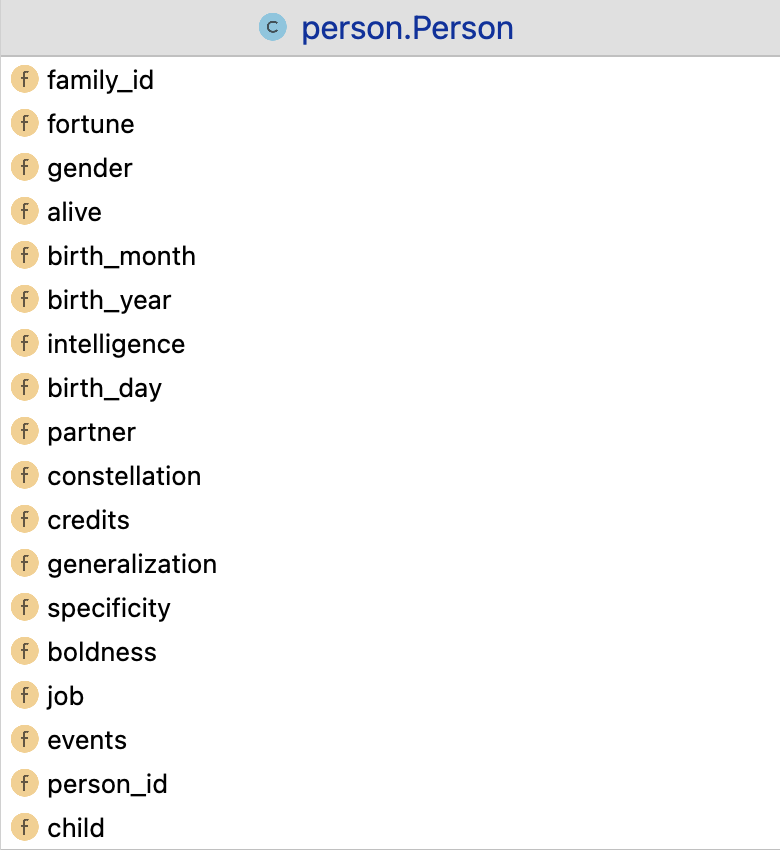 C person.Person
f family_id
f fortune
f gender
f alive
f birth_month
f birth_year
f intelligence
f birth_day
f partner
f constellation
f credits
f generalization
f specificity
f boldness
f job
f events
f person_id
f child